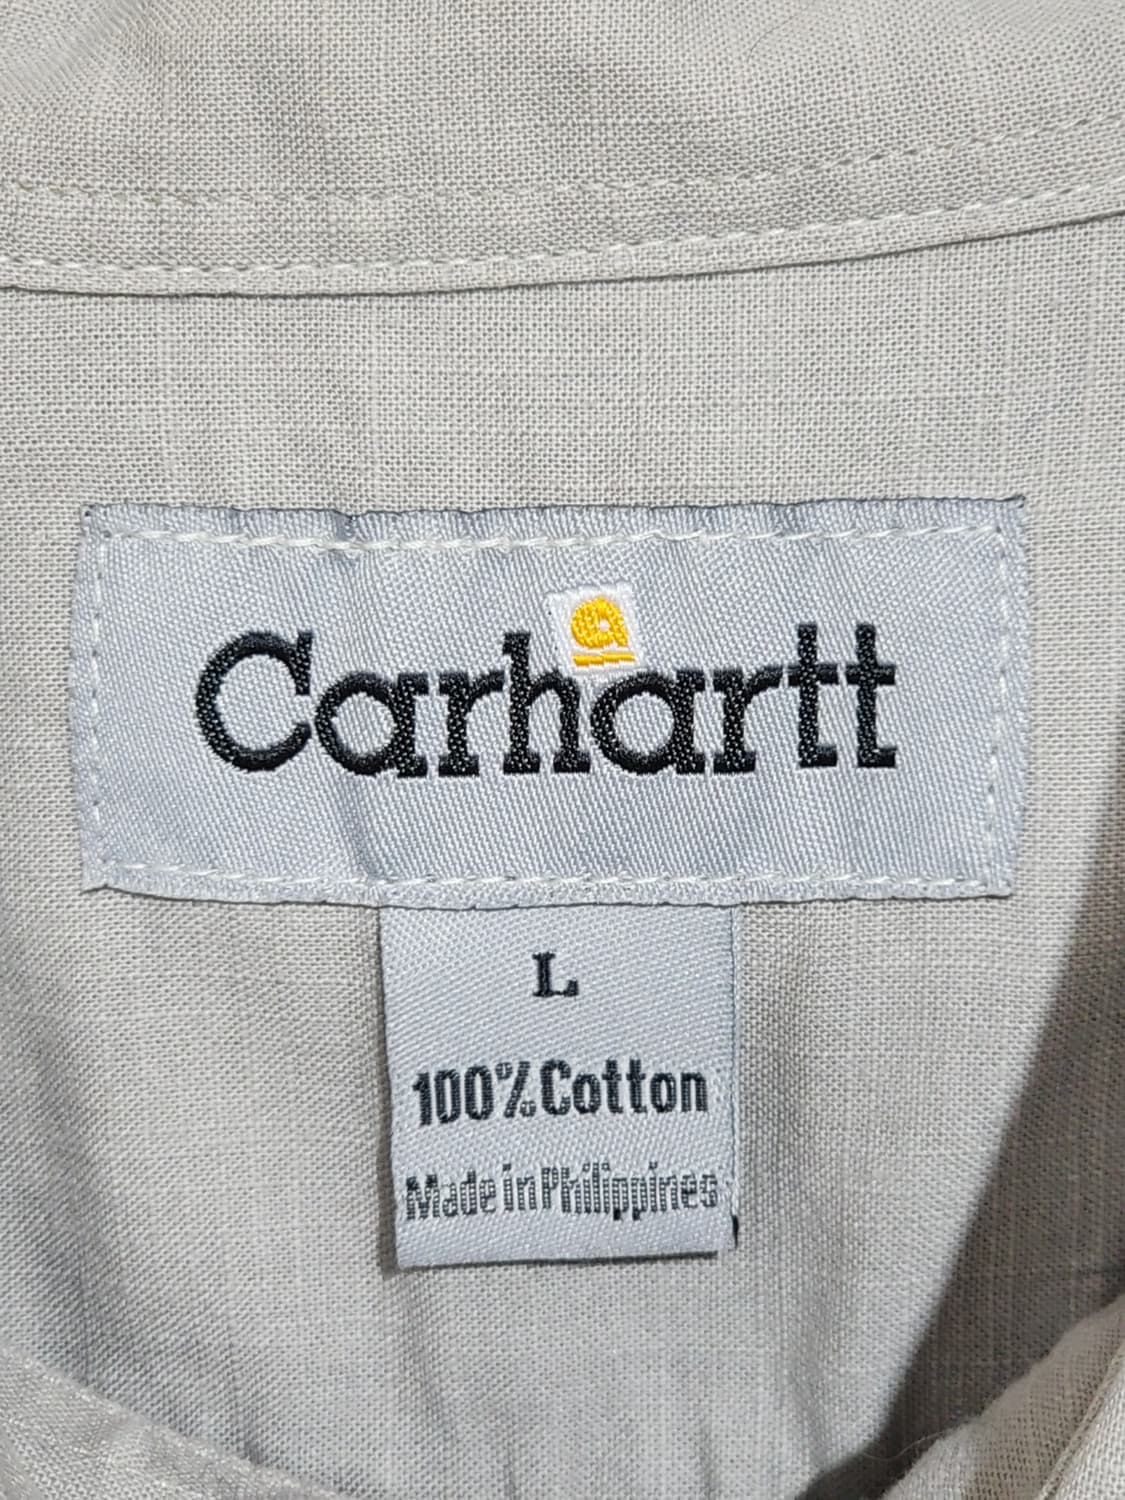 Carhartt
L
100% Cotton
Made in Philippines